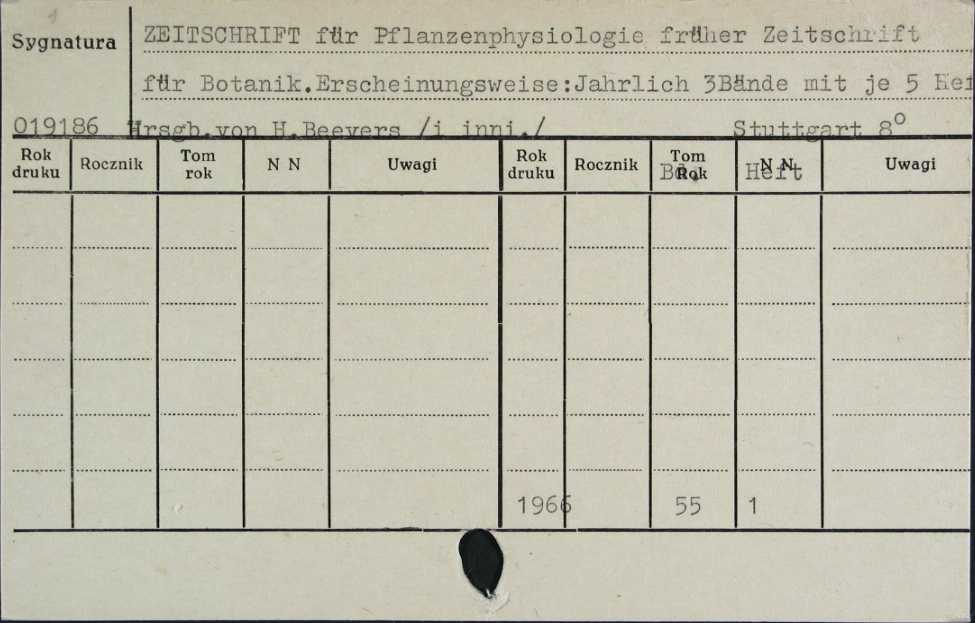 Sygnatura
ZEITSCHRIFT für Pflanzenphysiologie früher Zeitschrift
für Botanik.Erscheinungsweise:Jahrlich 3Bände mit je 5 Hei
019186 Hrsgb.von H.Beevers /i inni./ Stuttgart 8°
Rok druku Rocznik Tom rok N N Uwagi Rok druku Rocznik Tom Rok N N Uwagi
Bd. Heft
1966 55 1